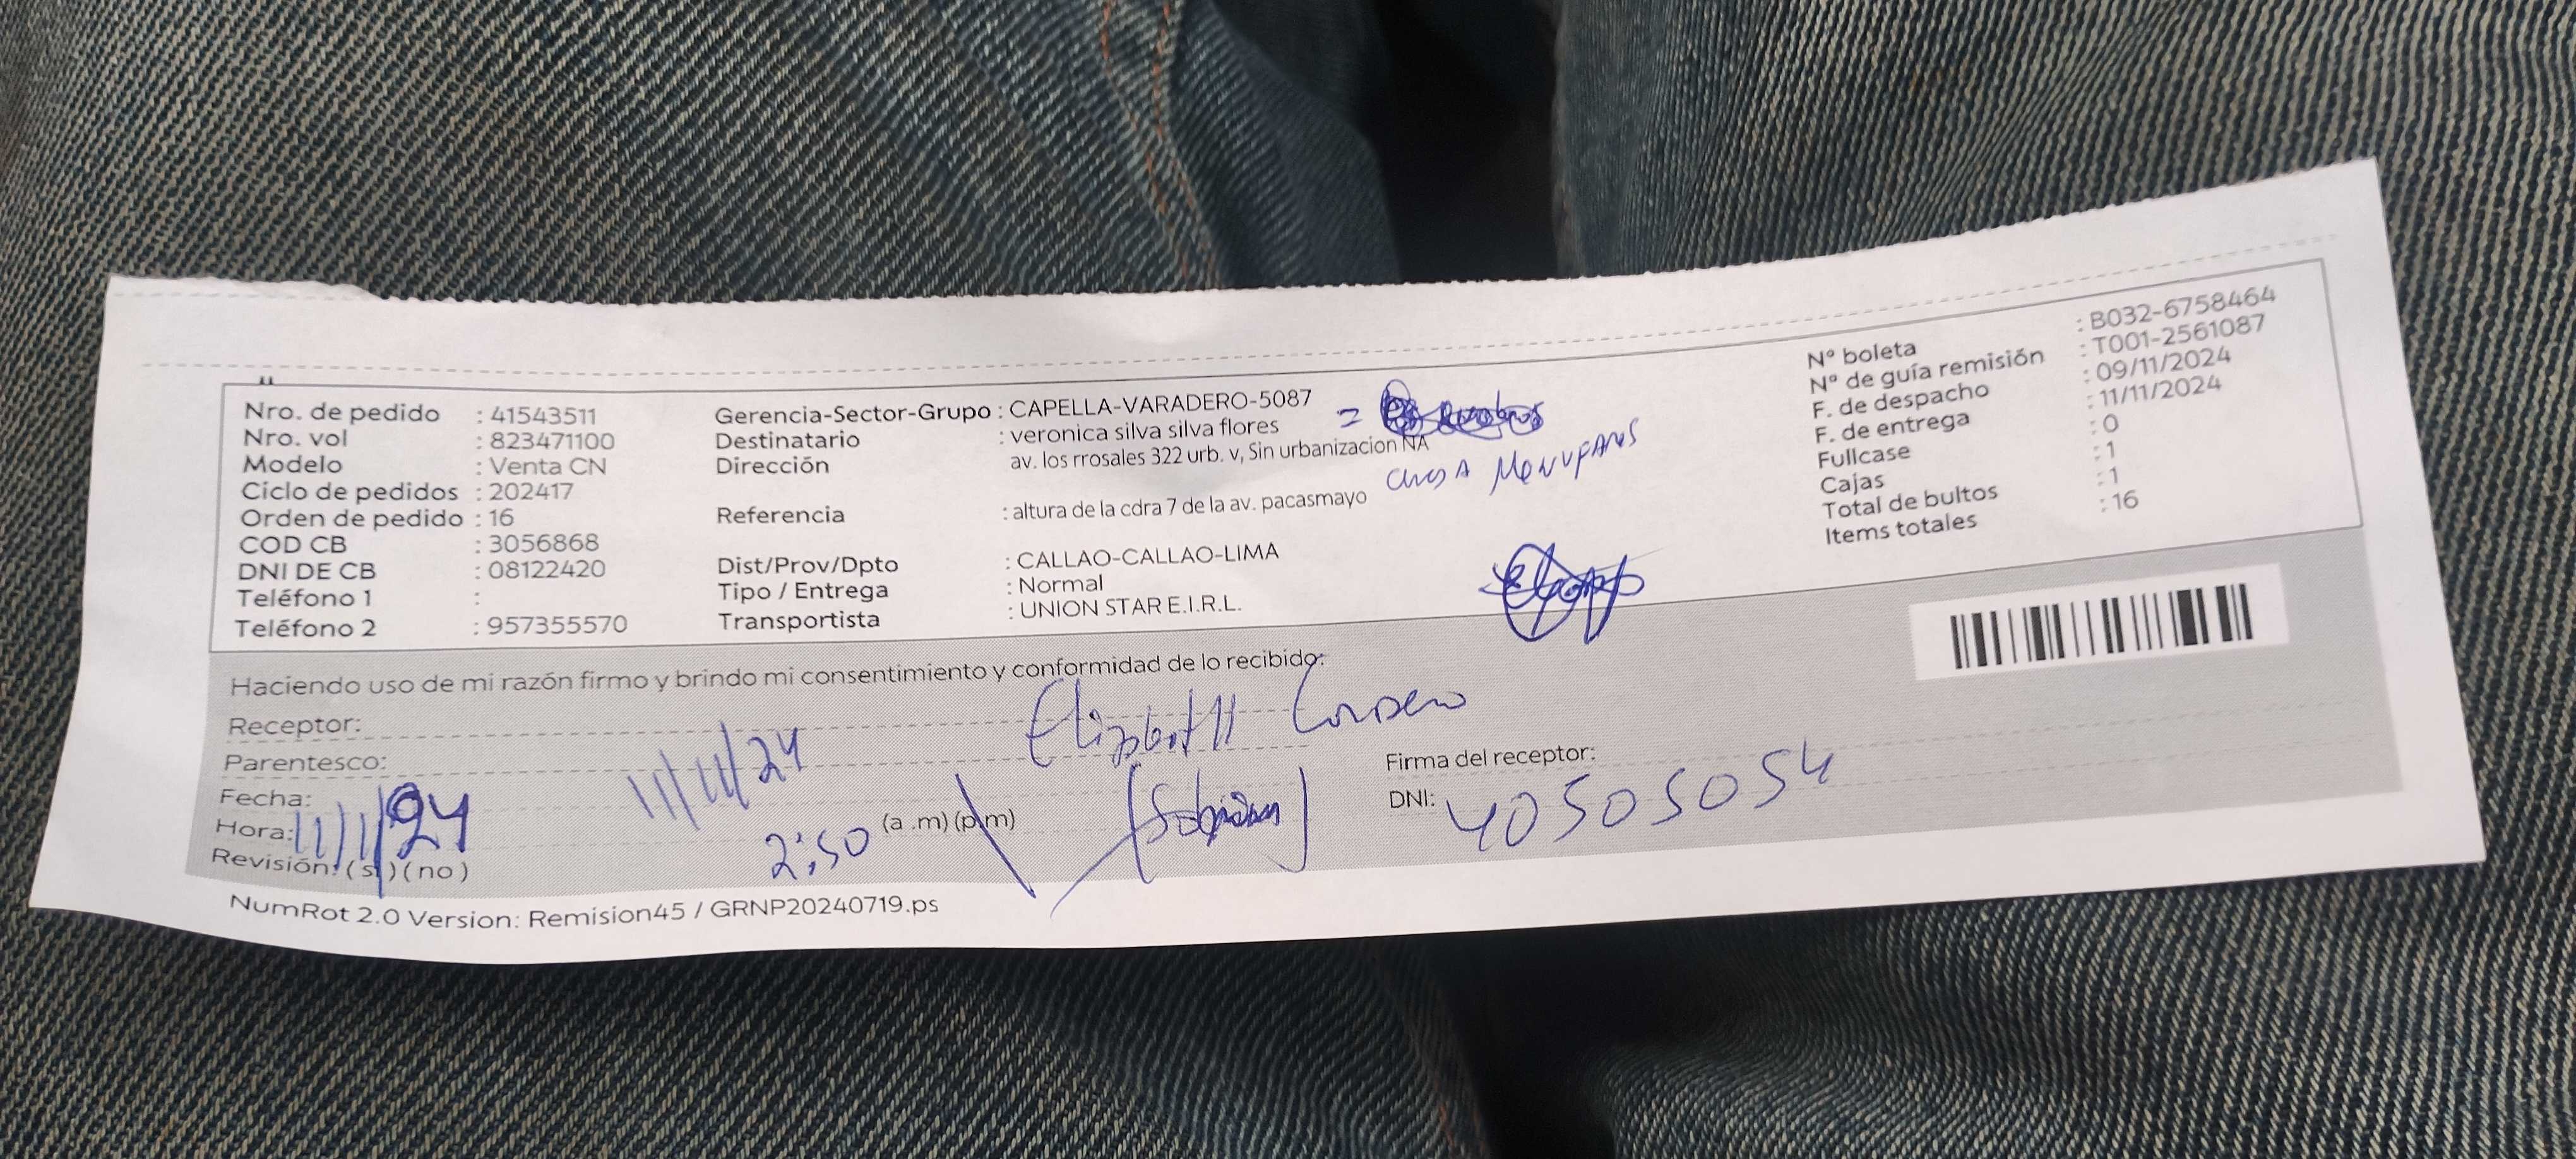 Nro. de pedido : 41543511
Nro. vol : 823471100
Modelo : Venta CN
Ciclo de pedidos : 202417
Orden de pedido : 16
COD CB : 3056868
DNI DE CB : 08122420
Teléfono 1 :
Teléfono 2 : 957355570
Gerencia-Sector-Grupo : CAPELLA-VARADERO-5087
Destinatario : veronica silva silva flores
Dirección av. los rrosales 322 urb. v, Sin urbanizacion NA
Referencia : altura de la cdra 7 de la av. pacasmayo
Dist/Prov/Dpto : CALLAO-CALLAO-LIMA
Tipo / Entrega : Normal
Transportista : UNION STAR E.I.R.L.
N° boleta : B032-6758464
N° de guía remisión : T001-2561087
F. de despacho : 09/11/2024
F. de entrega : 11/11/2024
Fullcase : 0
Cajas : 1
Total de bultos : 1
Items totales : 16
Haciendo uso de mi razón firmo y brindo mi consentimiento y conformidad de lo recibido:
Receptor:
Parentesco:
Fecha: 11/11/24
Hora: 11/11/24 2:50 (a .m) (p.m)
Revisión: (si) (no)
Firma del receptor:
DNI: 40505054
NumRot 2.0 Version: Remision45 / GRNP20240719.ps